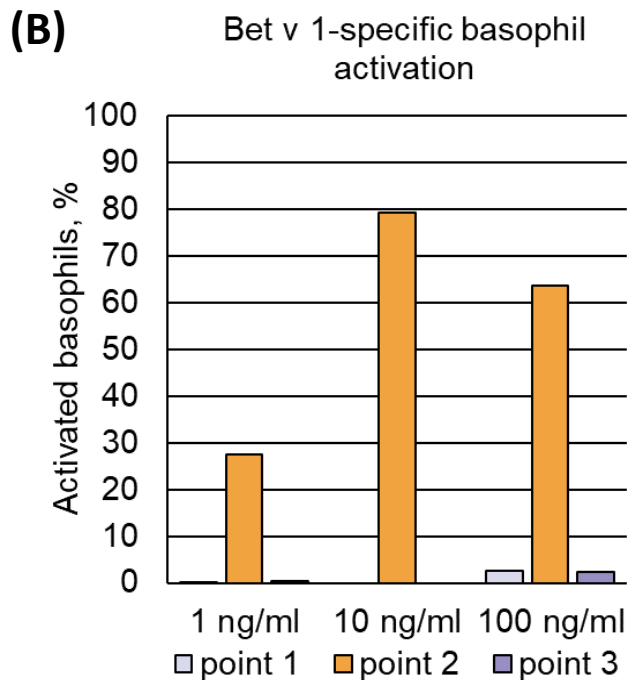 (B)
Bet v 1-specific basophil
activation
Activated basophils, %
100
90
80
70
60
50
40
30
20
10
0
1 ng/ml 10 ng/ml 100 ng/ml
point 1 point 2 point 3